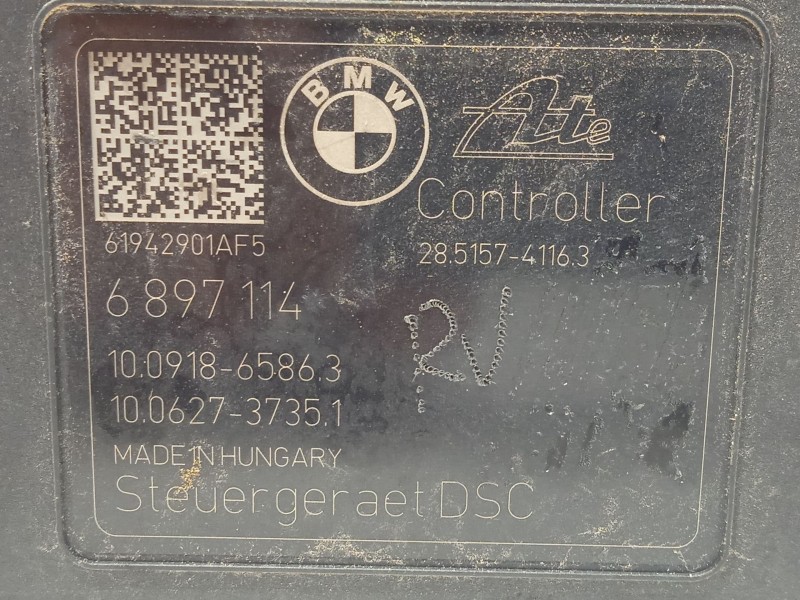 BMW
Ate
Controller
61942901AF5
28.5157-4116.3
6 897 114
10.0918-6586.3
10.0627-3735.1
RV
MADE IN HUNGARY
Steuergeraet DSC